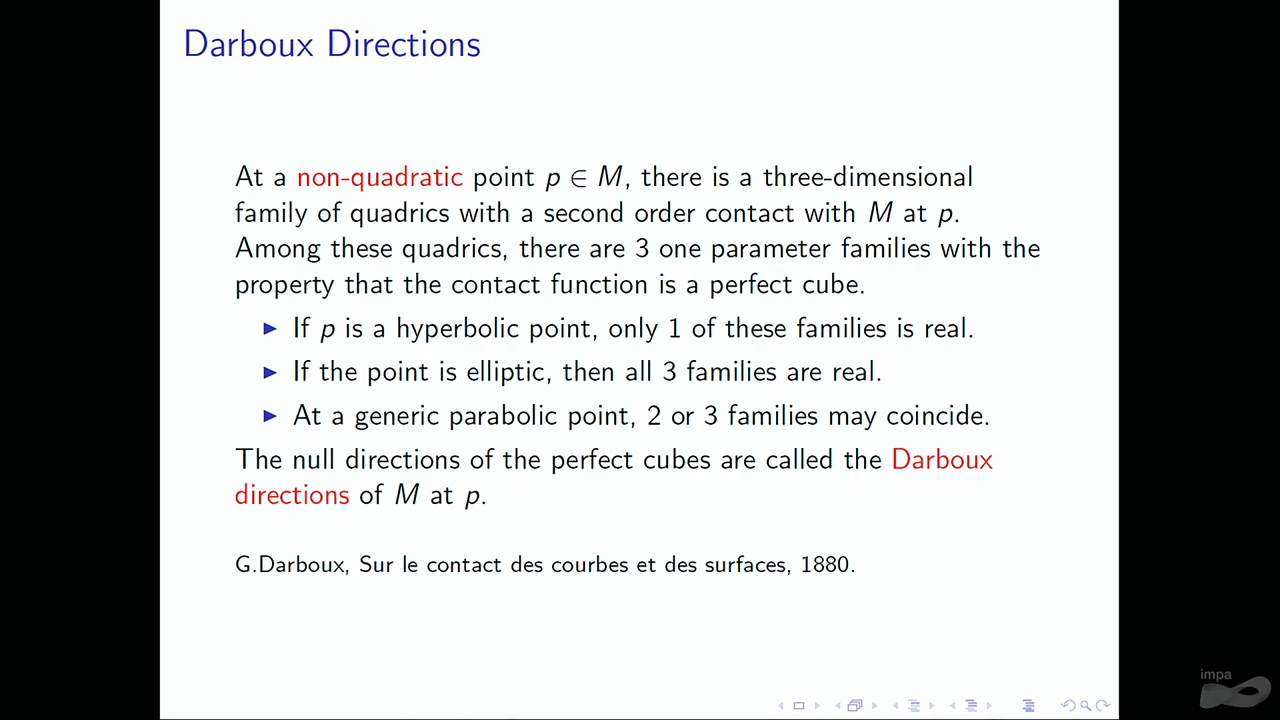 Darboux Directions
At a non-quadratic point p ∈ M, there is a three-dimensional
family of quadrics with a second order contact with M at p.
Among these quadrics, there are 3 one parameter families with the
property that the contact function is a perfect cube.
▶ If p is a hyperbolic point, only 1 of these families is real.
▶ If the point is elliptic, then all 3 families are real.
▶ At a generic parabolic point, 2 or 3 families may coincide.
The null directions of the perfect cubes are called the Darboux
directions of M at p.
G.Darboux, Sur le contact des courbes et des surfaces, 1880.
impa